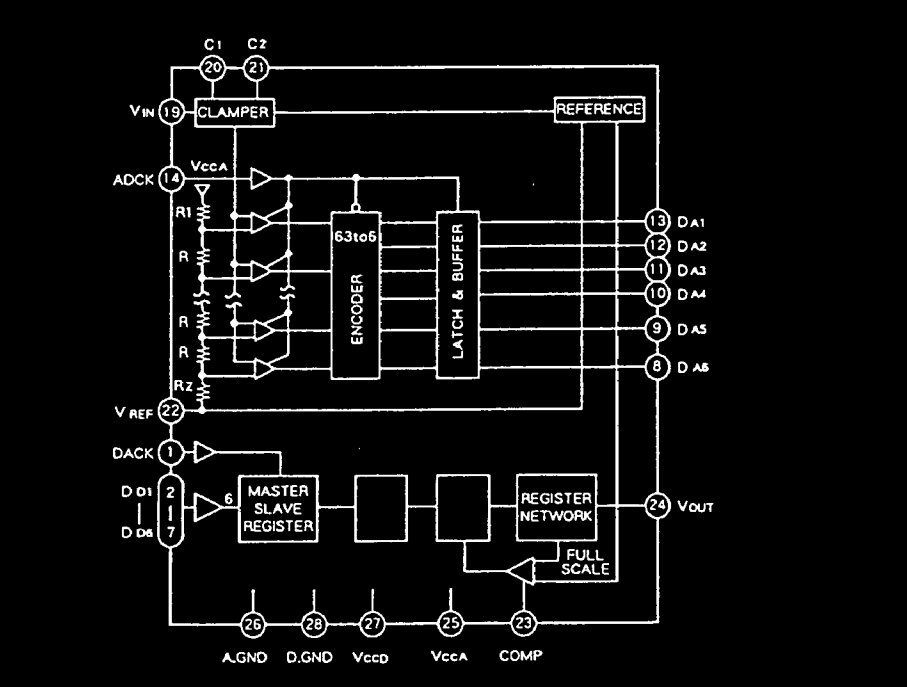 C1 C2
20 21
VIN 19 CLAMPER REFERENCE
ADCK 14 VCCA
R1
13 DA1
63to6
12 DA2
R
11 DA3
10 DA4
ENCODER
LATCH & BUFFER
R
9 DA5
R
8 DA6
R2
VREF 22
DACK 1
DD1 2
6
MASTER
SLAVE
REGISTER
REGISTER
NETWORK
24 VOUT
DD6 7
FULL
SCALE
26 28 27 25 23
A.GND D.GND VCCD VCCA COMP